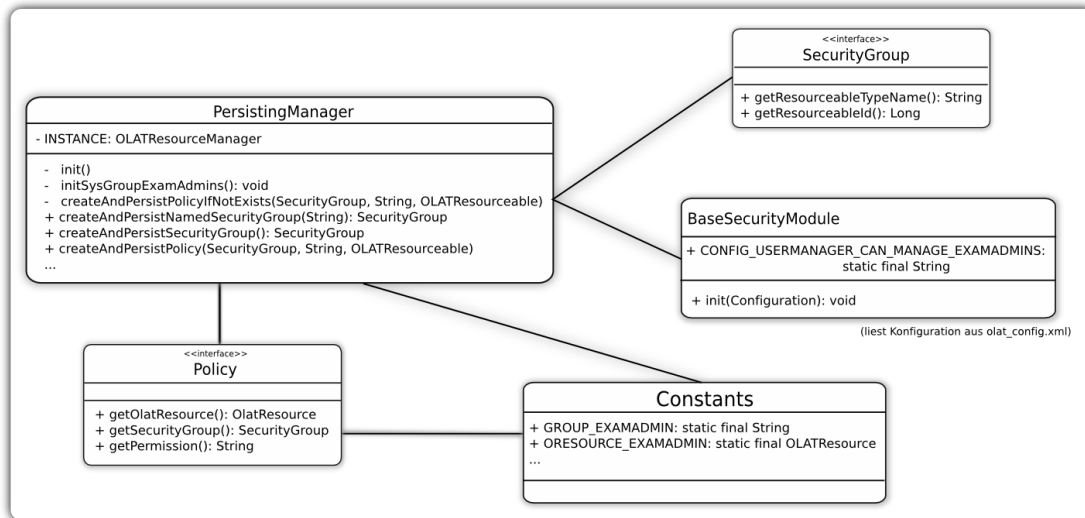 <<interface>>
SecurityGroup
+ getResourceableTypeName(): String
+ getResourceableId(): Long
PersistingManager
- INSTANCE: OLATResourceManager
- init()
- initSysGroupExamAdmins(): void
- createAndPersistPolicyIfNotExists(SecurityGroup, String, OLATResourceable)
+ createAndPersistNamedSecurityGroup(String): SecurityGroup
+ createAndPersistSecurityGroup(): SecurityGroup
+ createAndPersistPolicy(SecurityGroup, String, OLATResourceable)
...
BaseSecurityModule
+ CONFIG_USERMANAGER_CAN_MANAGE_EXAMADMINS:
static final String
+ init(Configuration): void
(liest Konfiguration aus olat_config.xml)
<<interface>>
Policy
+ getOlatResource(): OlatResource
+ getSecurityGroup(): SecurityGroup
+ getPermission(): String
Constants
+ GROUP_EXAMADMIN: static final String
+ ORESOURCE_EXAMADMIN: static final OLATResource
...